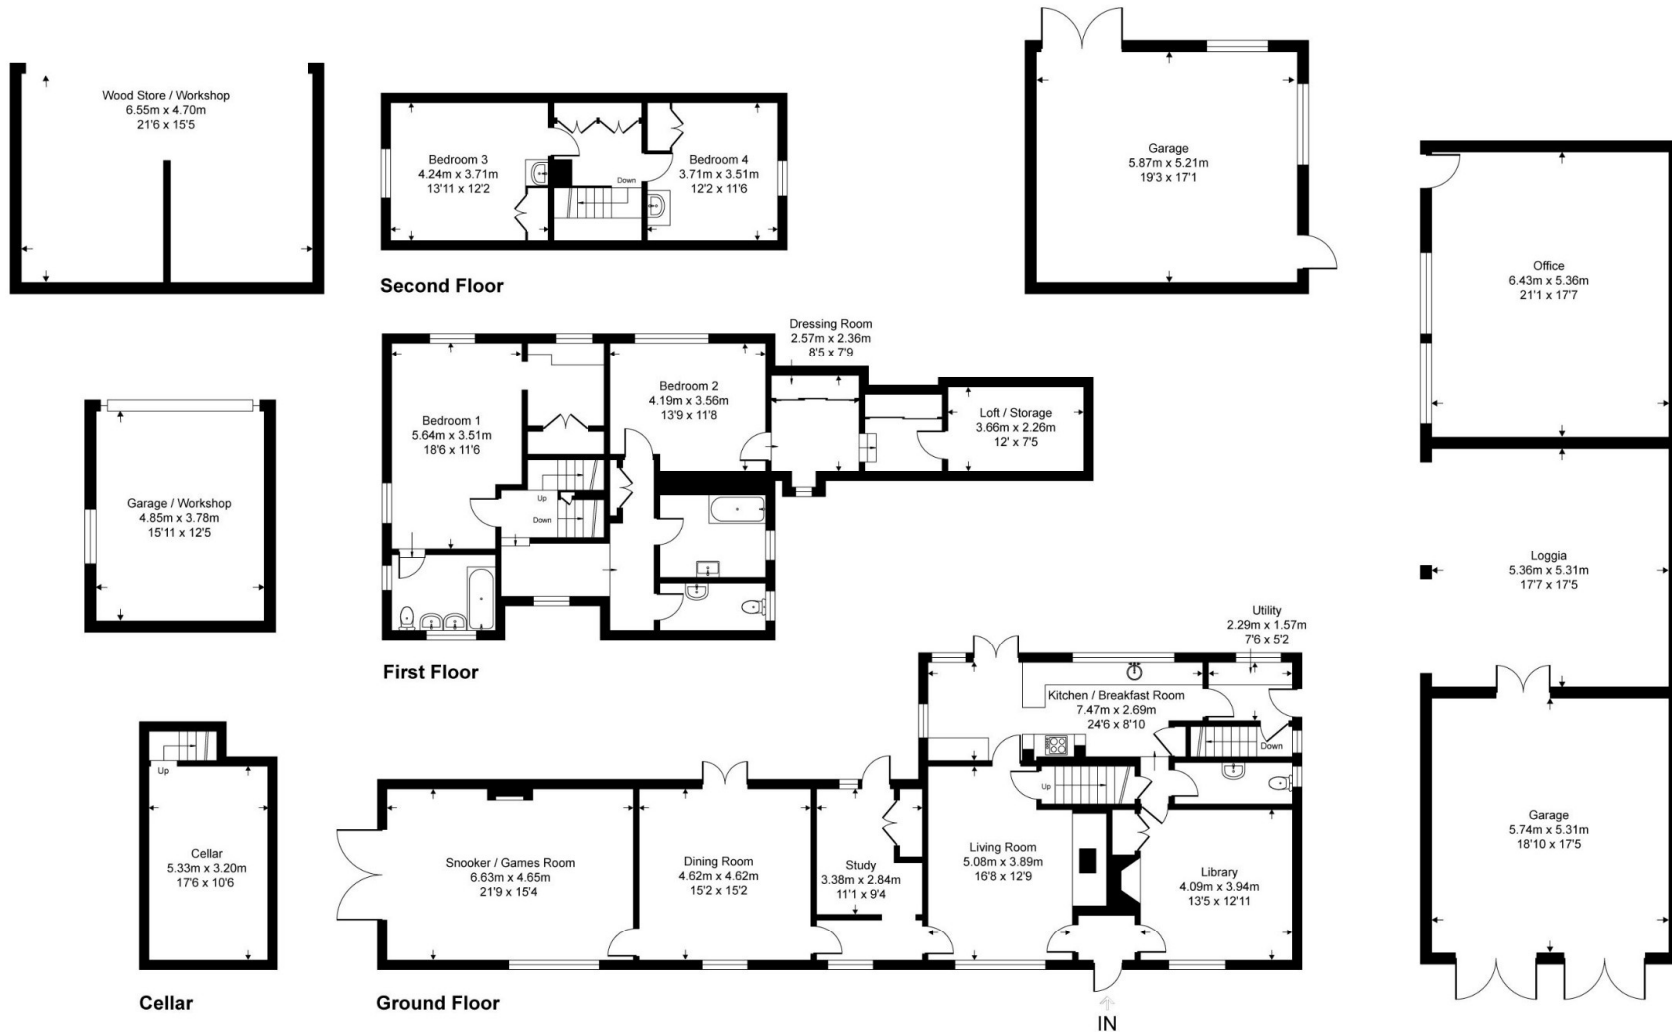 Wood Store / Workshop
6.55m x 4.70m
21'6 x 15'5
Bedroom 3
4.24m x 3.71m
13'11 x 12'2
Down
Bedroom 4
3.71m x 3.51m
12'2 x 11'6
Second Floor
Garage
5.87m x 5.21m
19'3 x 17'1
Office
6.43m x 5.36m
21'1 x 17'7
Garage / Workshop
4.85m x 3.78m
15'11 x 12'5
Bedroom 1
5.64m x 3.51m
18'6 x 11'6
Up
Down
Bedroom 2
4.19m x 3.56m
13'9 x 11'8
Dressing Room
2.57m x 2.36m
8'5 x 7'9
Loft / Storage
3.66m x 2.26m
12' x 7'5
First Floor
Loggia
5.36m x 5.31m
17'7 x 17'5
Up
Cellar
5.33m x 3.20m
17'6 x 10'6
Cellar
Utility
2.29m x 1.57m
7'6 x 5'2
Kitchen / Breakfast Room
7.47m x 2.69m
24'6 x 8'10
Down
Up
Snooker / Games Room
6.63m x 4.65m
21'9 x 15'4
Dining Room
4.62m x 4.62m
15'2 x 15'2
Study
3.38m x 2.84m
11'1 x 9'4
Living Room
5.08m x 3.89m
16'8 x 12'9
Library
4.09m x 3.94m
13'5 x 12'11
Garage
5.74m x 5.31m
18'10 x 17'5
Ground Floor
IN